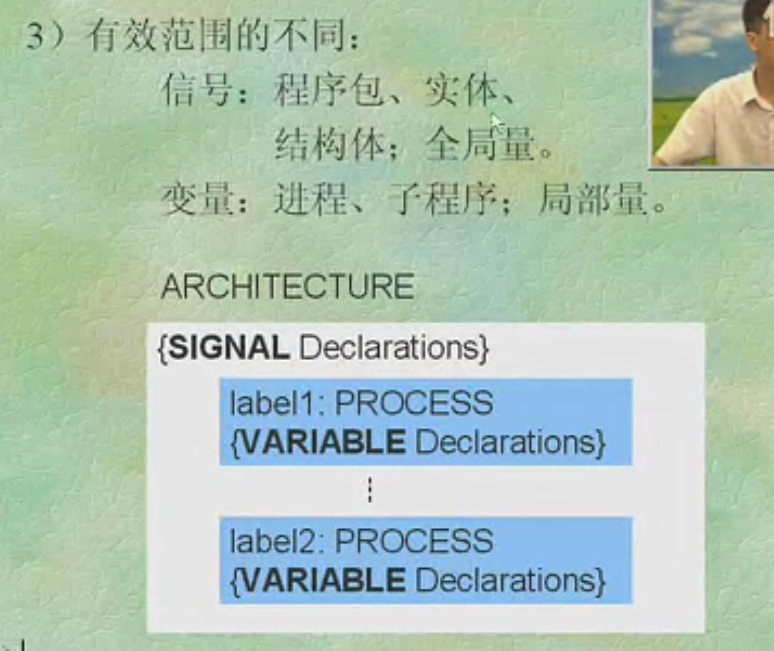 3）有效范围的不同：
信号：程序包、实体、
结构体；全局量。
变量：进程、子程序；局部量。
ARCHITECTURE
{SIGNAL Declarations}
label1: PROCESS
{VARIABLE Declarations}
label2: PROCESS
{VARIABLE Declarations}